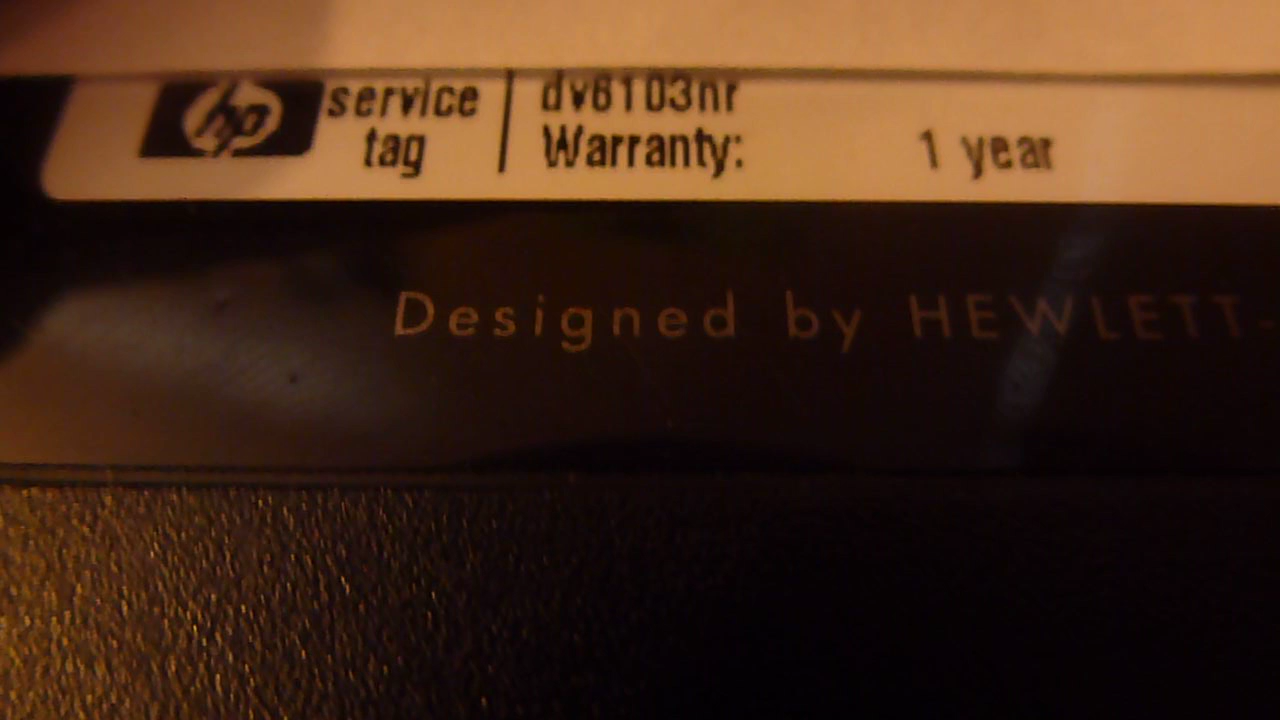 hp service tag
dv6103nr
Warranty: 1 year
Designed by HEWLETT-